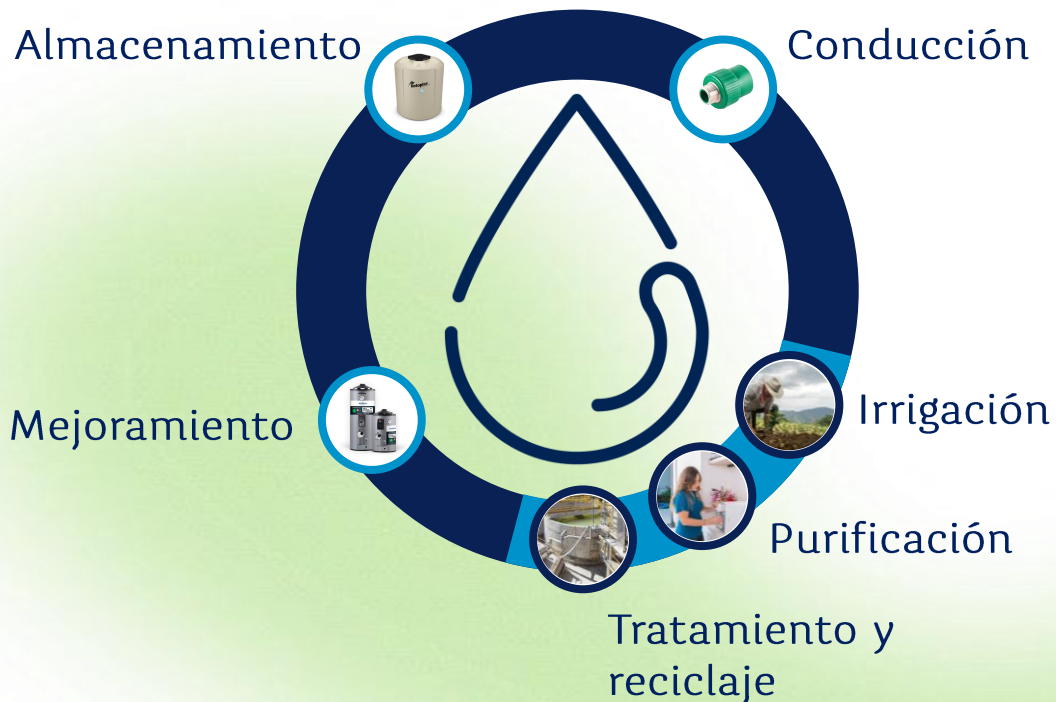 Almacenamiento
Conducción
Mejoramiento
Irrigación
Purificación
Tratamiento y
reciclaje